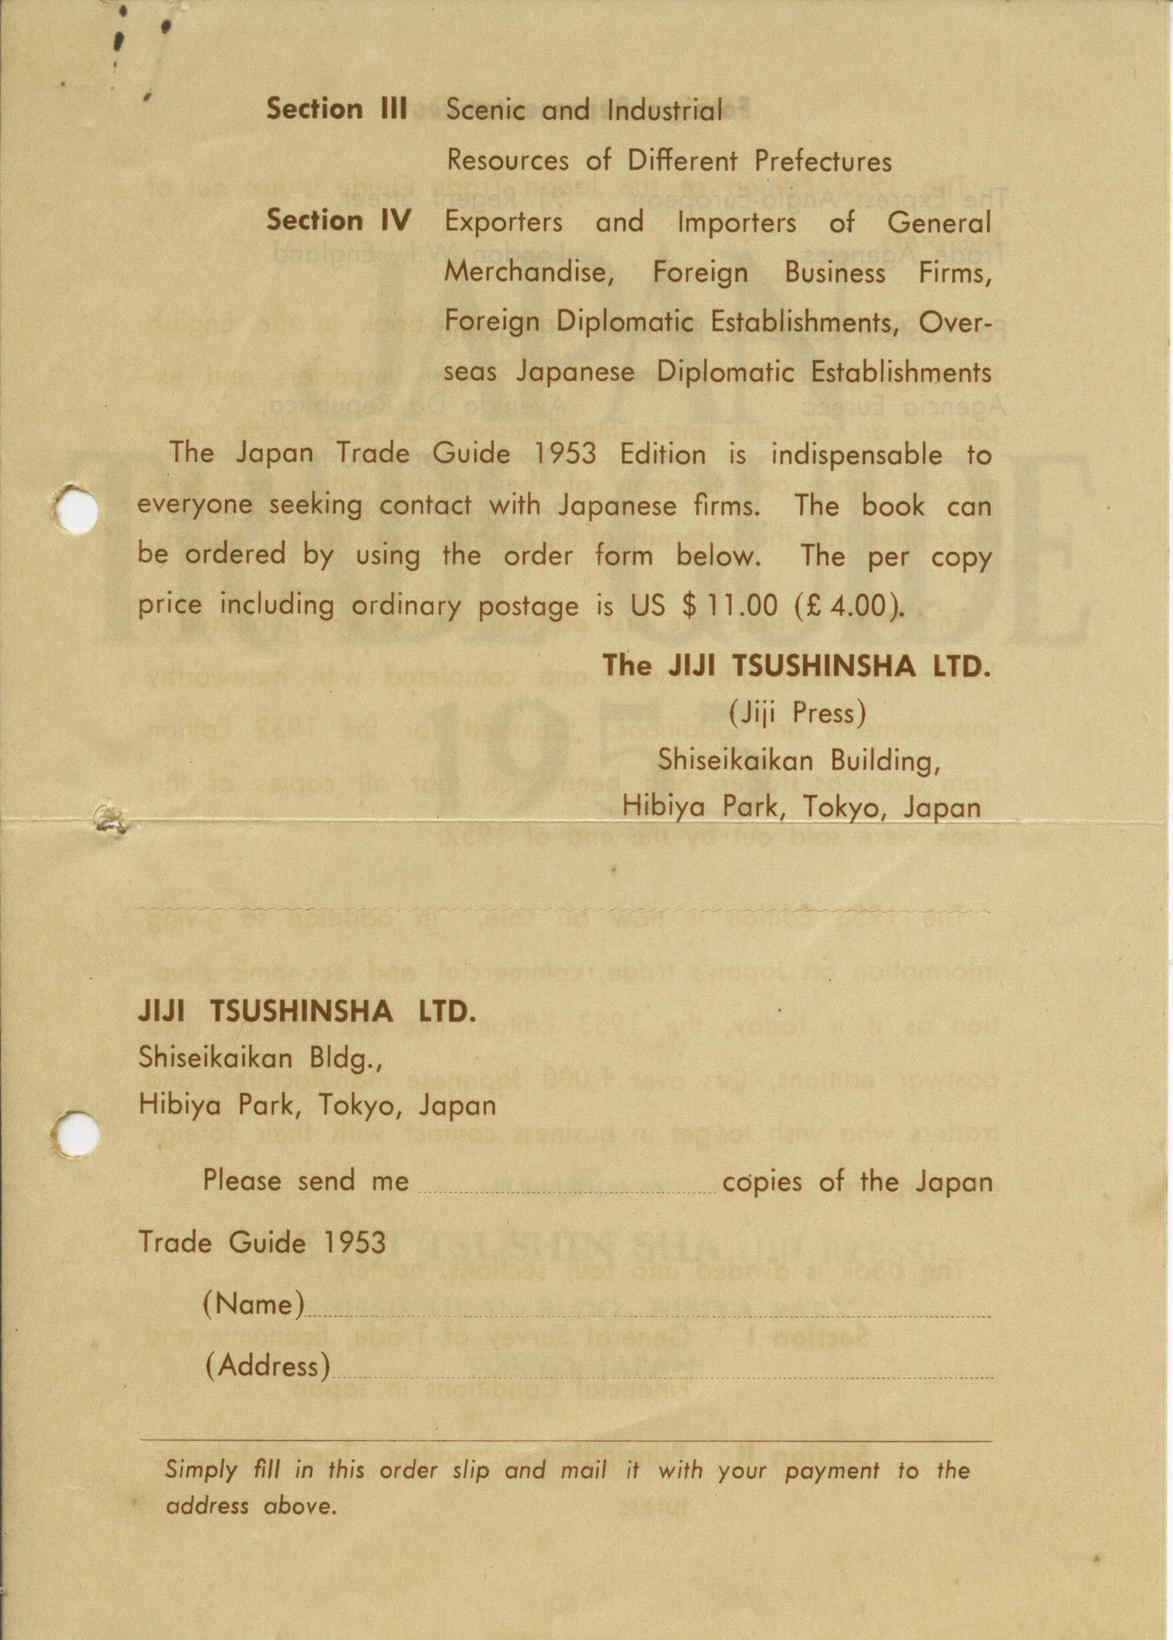 Section III Scenic and Industrial
Resources of Different Prefectures
Section IV Exporters and Importers of General
Merchandise, Foreign Business Firms,
Foreign Diplomatic Establishments, Over-
seas Japanese Diplomatic Establishments
The Japan Trade Guide 1953 Edition is indispensable to
everyone seeking contact with Japanese firms. The book can
be ordered by using the order form below. The per copy
price including ordinary postage is US $ 11.00 (£ 4.00).
The JIJI TSUSHINSHA LTD.
(Jiji Press)
Shiseikaikan Building,
Hibiya Park, Tokyo, Japan
JIJI TSUSHINSHA LTD.
Shiseikaikan Bldg.,
Hibiya Park, Tokyo, Japan
Please send me copies of the Japan
Trade Guide 1953
(Name)
(Address)
Simply fill in this order slip and mail it with your payment to the
address above.